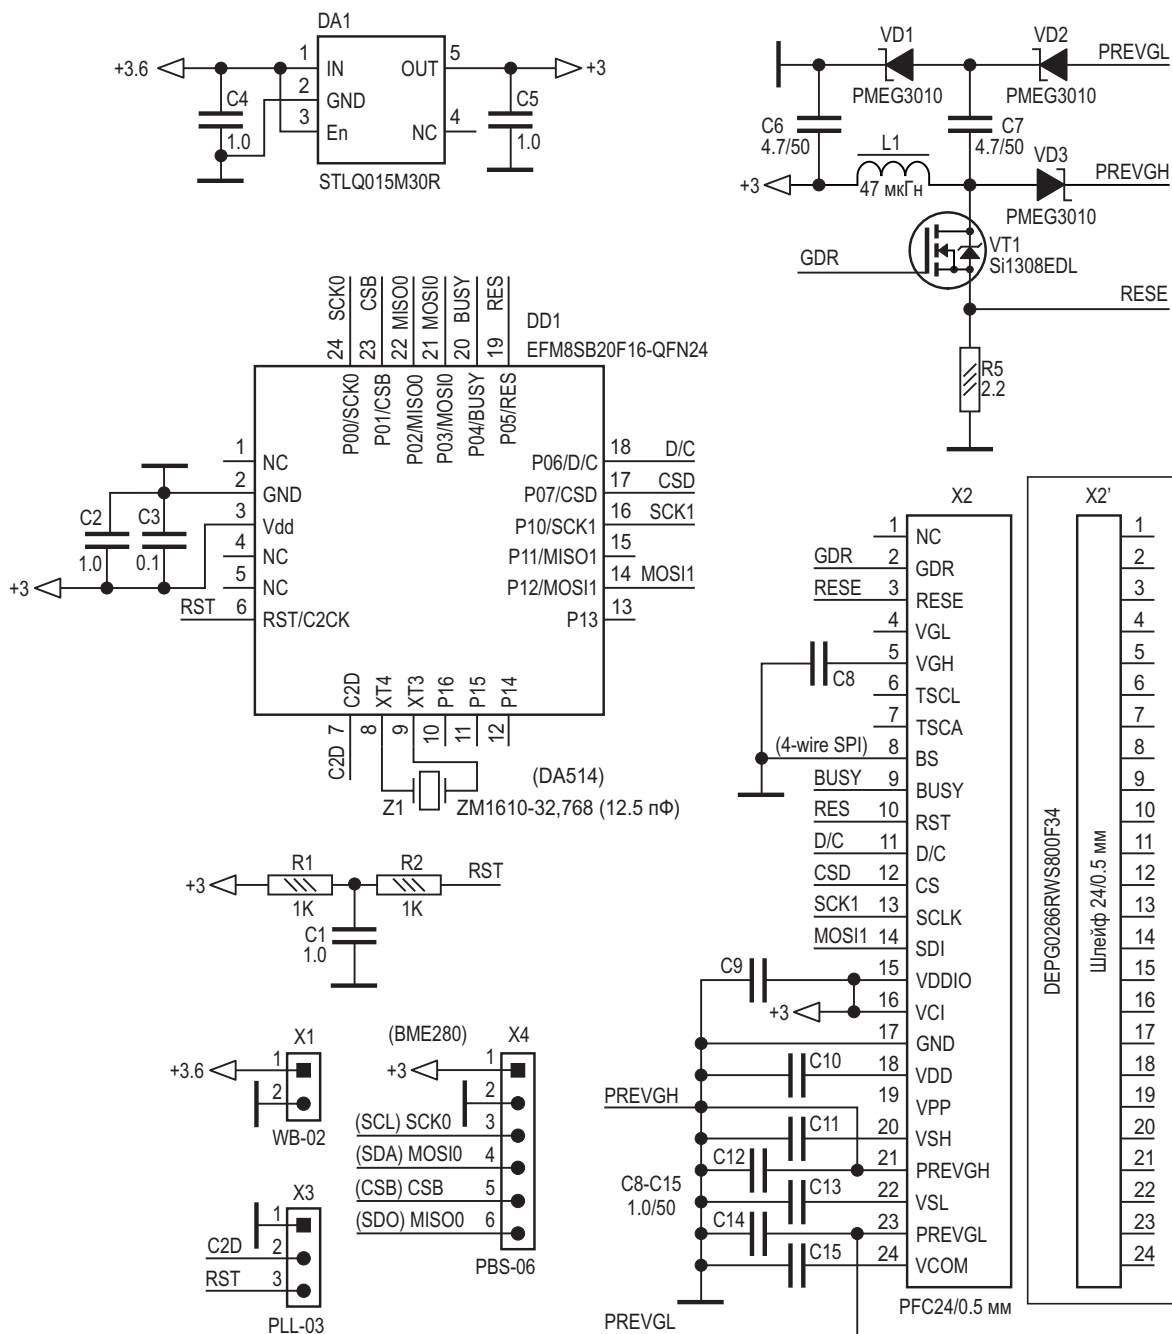 DA1
+3.6
1
IN
OUT
5
+3
2
GND
C4
1.0
3
En
NC
4
C5
1.0
STLQ015M30R
VD1
PMEG3010
VD2
PMEG3010
PREVGL
C6
4.7/50
C7
4.7/50
L1
47 мкГн
+3
VD3
PMEG3010
PREVGH
GDR
VT1
Si1308EDL
RESE
R5
2.2
DD1
EFM8SB20F16-QFN24
24 SCK0
23 CSB
22 MISO0
21 MOSI0
20 BUSY
19 RES
P00/SCK0
P01/CSB
P02/MISO0
P03/MOSI0
P04/BUSY
P05/RES
1 NC
2 GND
3 Vdd
4 NC
5 NC
RST 6 RST/C2CK
C2
1.0
C3
0.1
+3
P06/D/C 18 D/C
P07/CSD 17 CSD
P10/SCK1 16 SCK1
P11/MISO1 15
P12/MOSI1 14 MOSI1
P13 13
C2D
XT4
XT3
P16
P15
P14
C2D 7
8
9
10
11
12
(DA514)
Z1
ZM1610-32,768 (12.5 пФ)
+3
R1
1K
R2
1K
RST
C1
1.0
X1
+3.6
1
2
WB-02
X3
1
C2D 2
RST 3
PLL-03
(BME280)
X4
+3
1
2
(SCL) SCK0 3
(SDA) MOSI0 4
(CSB) CSB 5
(SDO) MISO0 6
PBS-06
X2
1 NC
GDR 2 GDR
RESE 3 RESE
4 VGL
5 VGH
C8
6 TSCL
7 TSCA
(4-wire SPI) 8 BS
BUSY 9 BUSY
RES 10 RST
D/C 11 D/C
CSD 12 CS
SCK1 13 SCLK
MOSI1 14 SDI
C9 15 VDDIO
+3 16 VCI
17 GND
C10 18 VDD
19 VPP
PREVGH
C11 20 VSH
C12 21 PREVGH
C8-C15
1.0/50
C13 22 VSL
C14 23 PREVGL
C15 24 VCOM
PREVGL
PFC24/0.5 мм
X2'
DEPG0266RWS800F34
Шлейф 24/0.5 мм
1
2
3
4
5
6
7
8
9
10
11
12
13
14
15
16
17
18
19
20
21
22
23
24